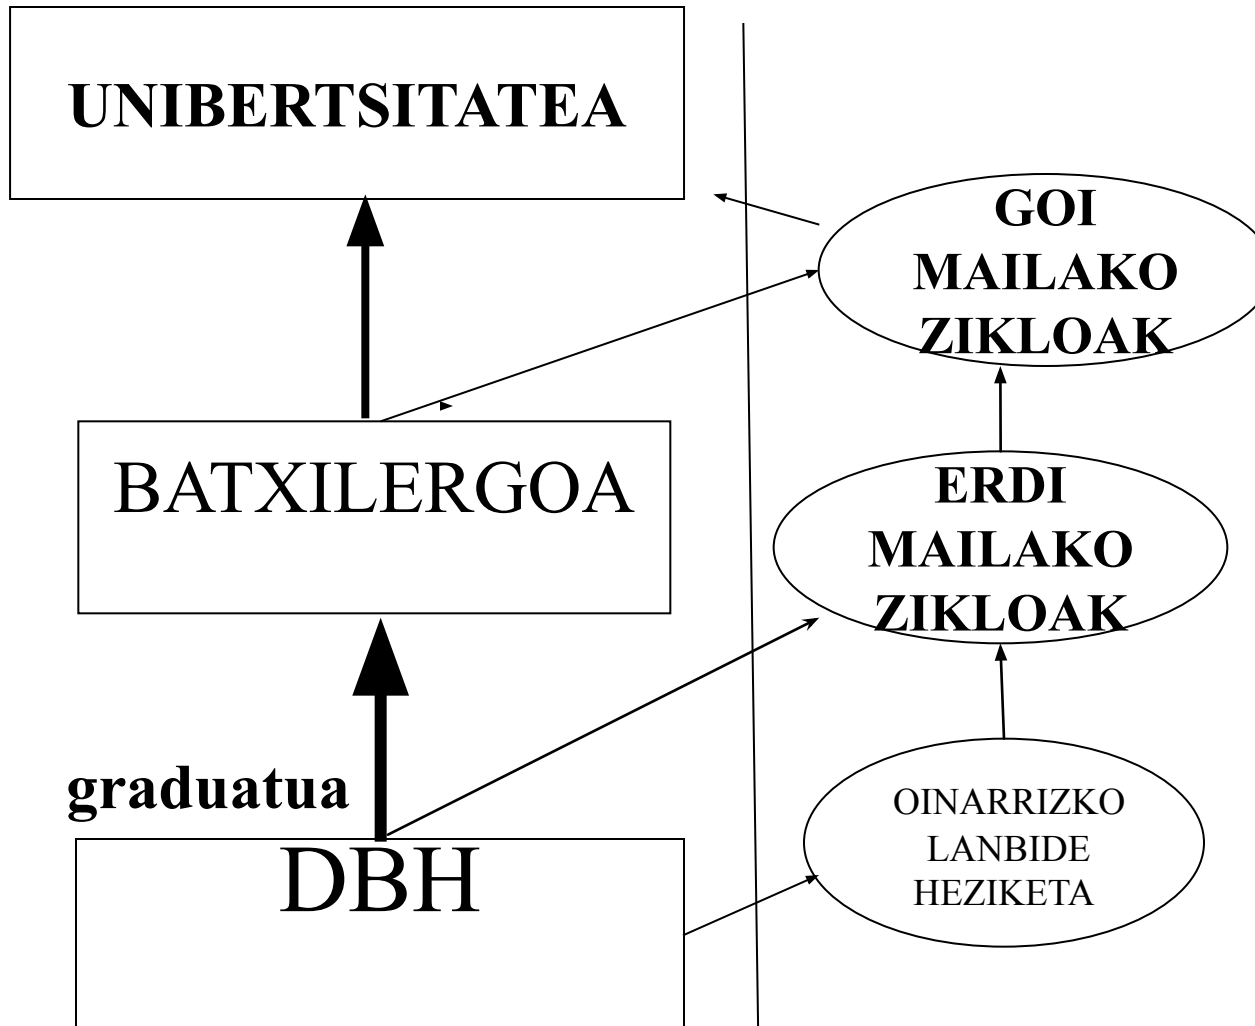 UNIBERTSITATEA
GOI
MAILAKO
ZIKLOAK
BATXILERGOA
ERDI
MAILAKO
ZIKLOAK
graduatua
DBH
OINARRIZKO
LANBIDE
HEZIKETA